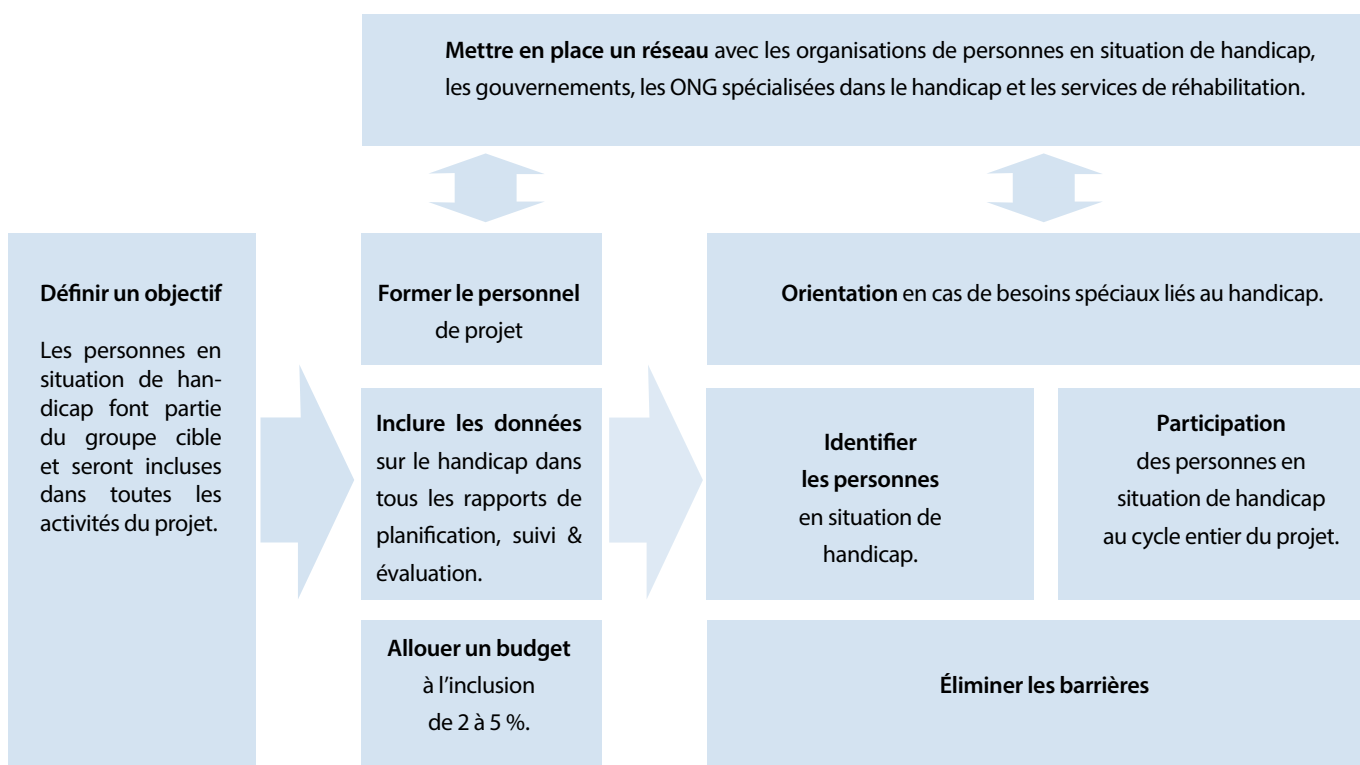 Mettre en place un réseau avec les organisations de personnes en situation de handicap,
les gouvernements, les ONG spécialisées dans le handicap et les services de réhabilitation.
Définir un objectif
Les personnes en
situation de han-
dicap font partie
du groupe cible
et seront incluses
dans toutes les
activités du projet.
Former le personnel
de projet
Inclure les données
sur le handicap dans
tous les rapports de
planification, suivi &
évaluation.
Allouer un budget
à l'inclusion
de 2 à 5 %.
Orientation en cas de besoins spéciaux liés au handicap.
Identifier
les personnes
en situation de
handicap.
Participation
des personnes en
situation de handicap
au cycle entier du projet.
Éliminer les barrières